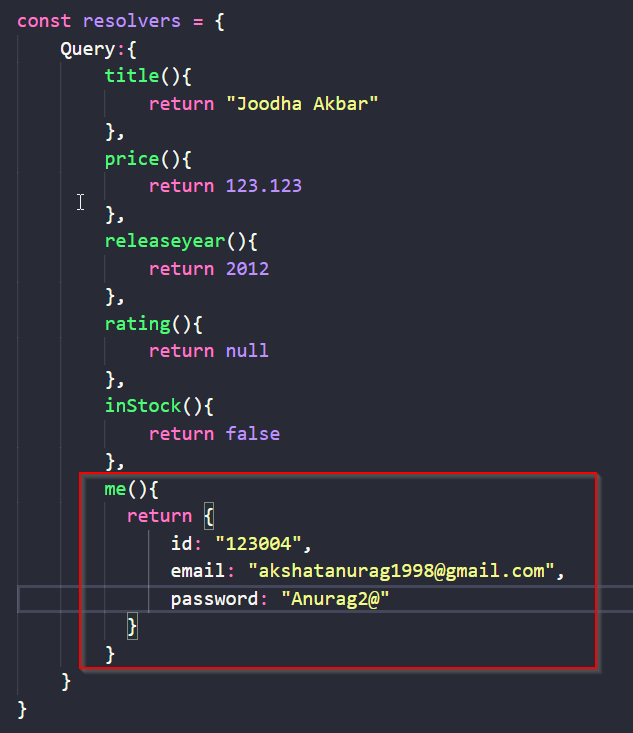 const resolvers = {
    Query:{
        title(){
            return "Joodha Akbar"
        },
        price(){
            return 123.123
        },
        releaseyear(){
            return 2012
        },
        rating(){
            return null
        },
        inStock(){
            return false
        },
        me(){
          return {
              id: "123004",
              email: "akshatanurag1998@gmail.com",
              password: "Anurag2@"
          }
        }
    }
}